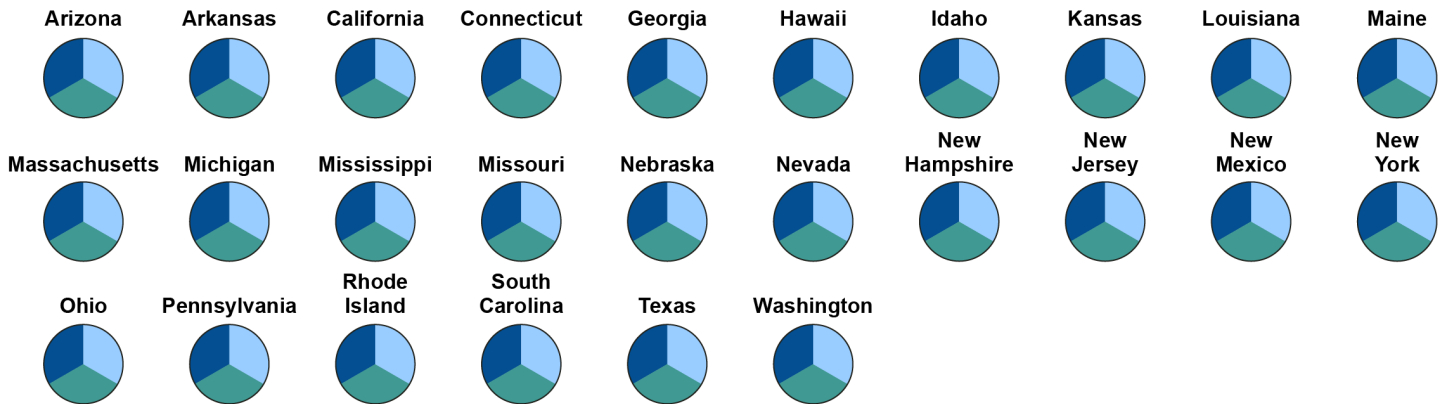 Arizona Arkansas California Connecticut Georgia Hawaii Idaho Kansas Louisiana Maine
Massachusetts Michigan Mississippi Missouri Nebraska Nevada New Hampshire New Jersey New Mexico New York
Ohio Pennsylvania Rhode Island South Carolina Texas Washington